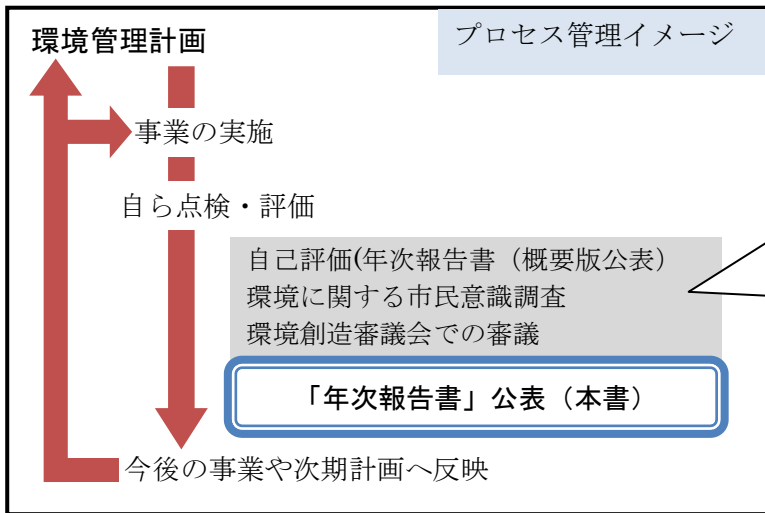 環境管理計画
プロセス管理イメージ
事業の実施
自ら点検・評価
自己評価(年次報告書（概要版公表）
環境に関する市民意識調査
環境創造審議会での審議
「年次報告書」公表（本書）
今後の事業や次期計画へ反映